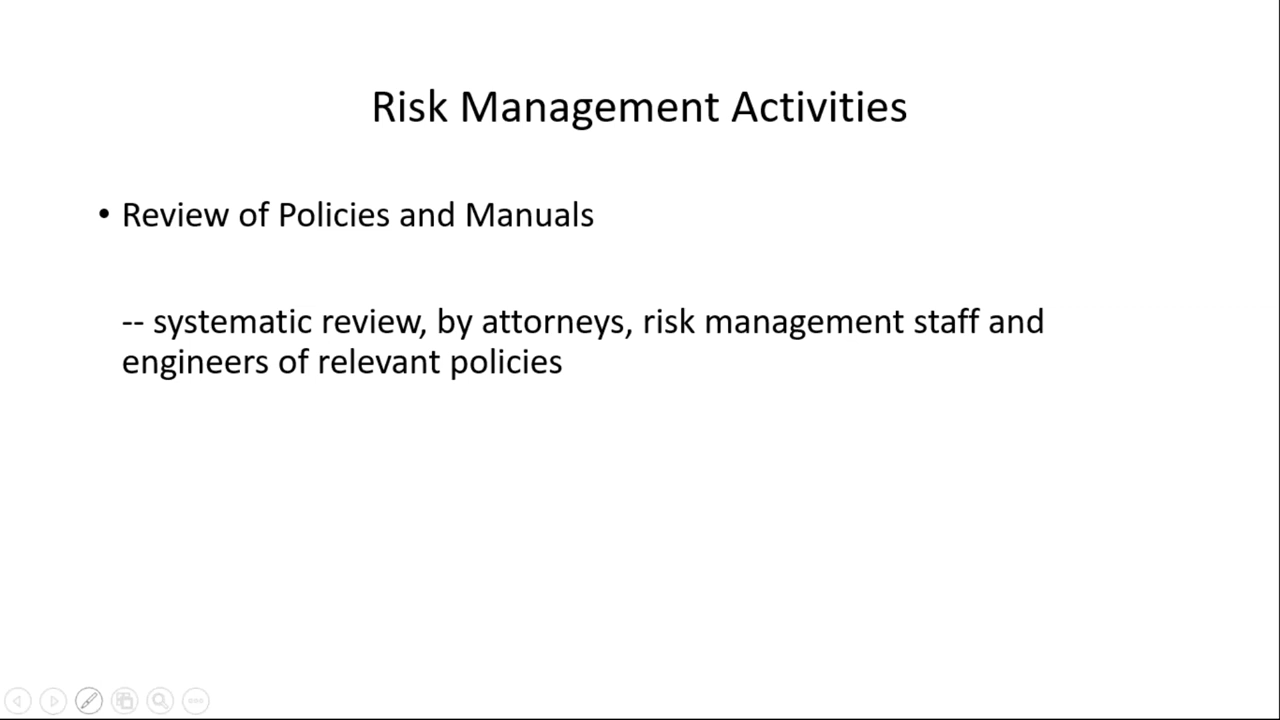 Risk Management Activities
• Review of Policies and Manuals
-- systematic review, by attorneys, risk management staff and
engineers of relevant policies